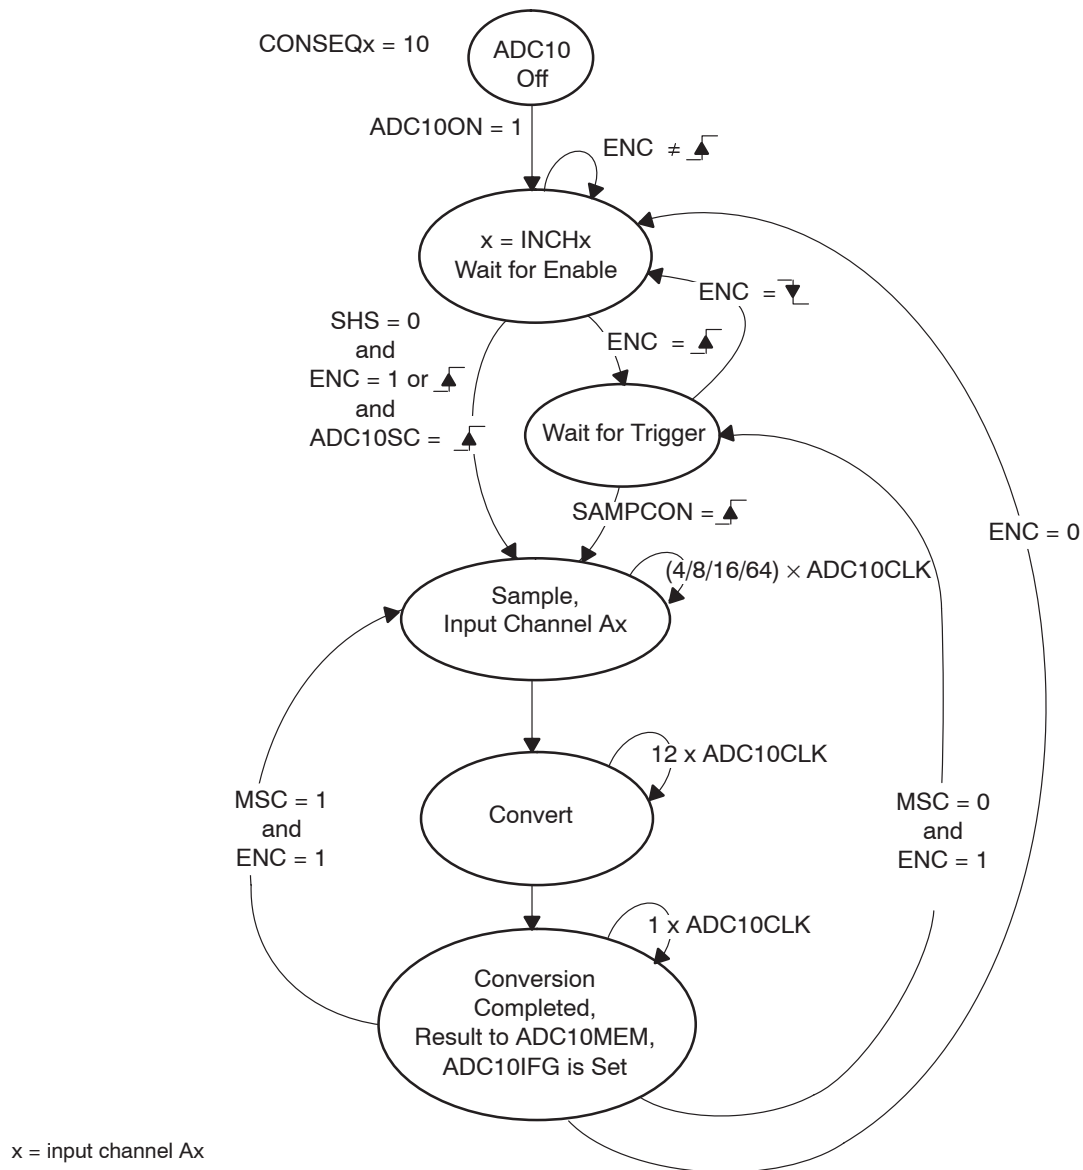 CONSEQx = 10
ADC10
Off
ADC10ON = 1
ENC ≠
x = INCHx
Wait for Enable
ENC =
SHS = 0
and
ENC = 1 or
and
ADC10SC =
ENC =
Wait for Trigger
SAMPCON =
ENC = 0
(4/8/16/64) × ADC10CLK
Sample,
Input Channel Ax
12 x ADC10CLK
Convert
MSC = 1
and
ENC = 1
MSC = 0
and
ENC = 1
1 x ADC10CLK
Conversion
Completed,
Result to ADC10MEM,
ADC10IFG is Set
x = input channel Ax